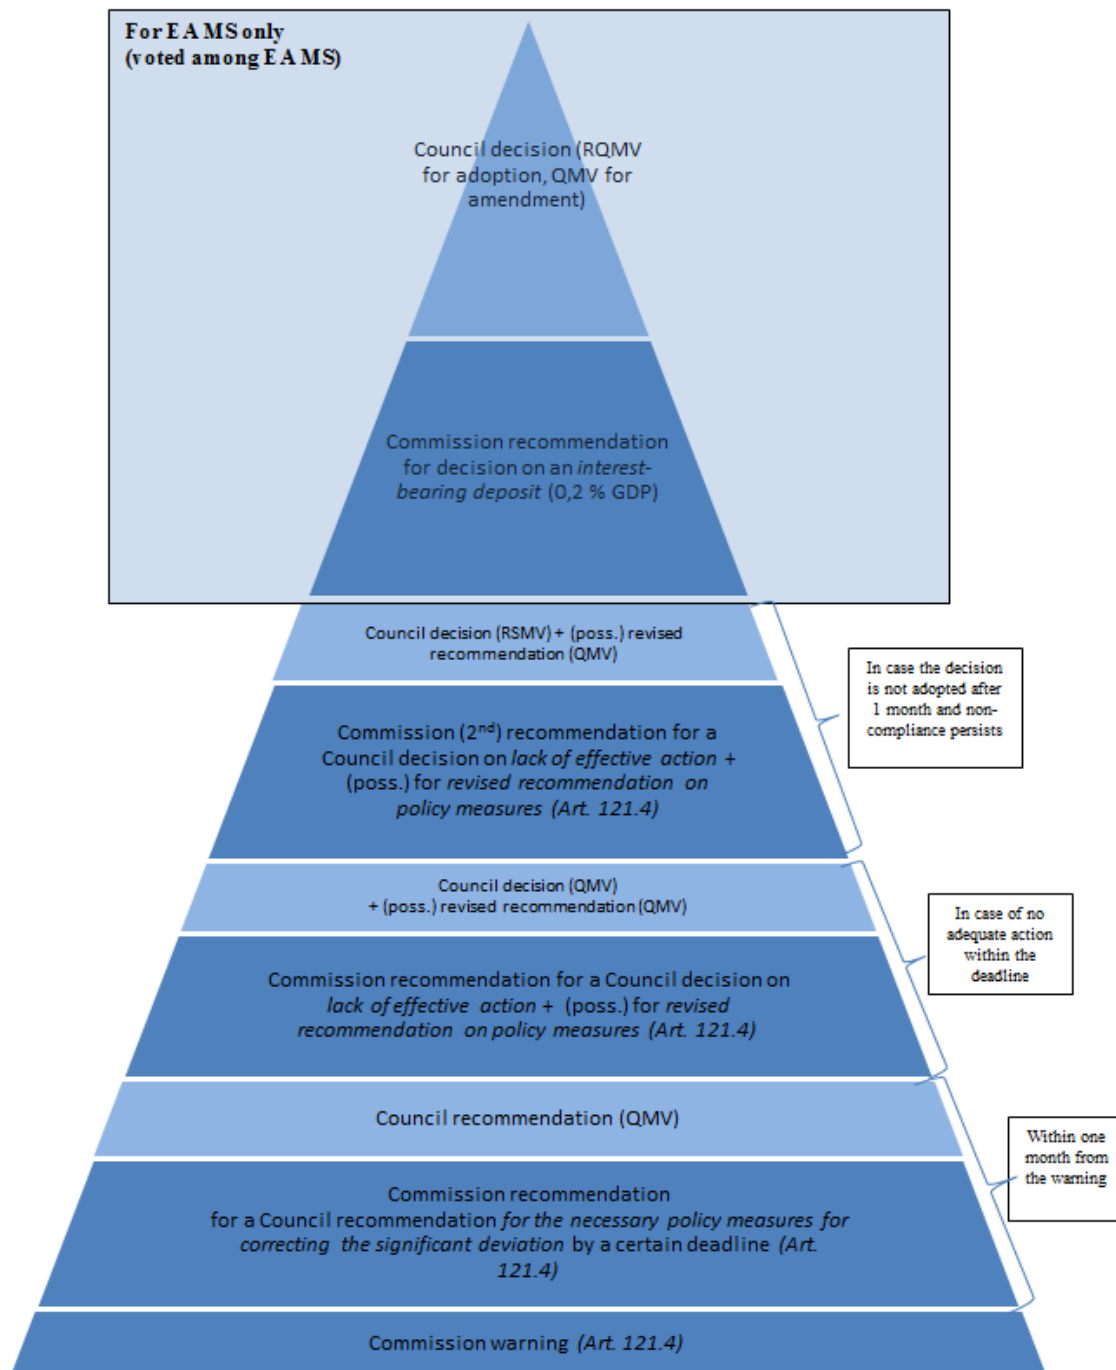 For EA MS only
(voted among EA MS)
Council decision (RQMV
for adoption, QMV for
amendment)
Commission recommendation
for decision on an interest-
bearing deposit (0,2 % GDP)
Council decision (RSMV) + (poss.) revised
recommendation (QMV)
In case the decision
is not adopted after
1 month and non-
compliance persists
Commission (2nd) recommendation for a
Council decision on lack of effective action +
(poss.) for revised recommendation on
policy measures (Art. 121.4)
Council decision (QMV)
+ (poss.) revised recommendation (QMV)
In case of no
adequate action
within the
deadline
Commission recommendation for a Council decision on
lack of effective action + (poss.) for revised
recommendation on policy measures (Art. 121.4)
Council recommendation (QMV)
Within one
month from
the warning
Commission recommendation
for a Council recommendation for the necessary policy measures for
correcting the significant deviation by a certain deadline (Art.
121.4)
Commission warning (Art. 121.4)